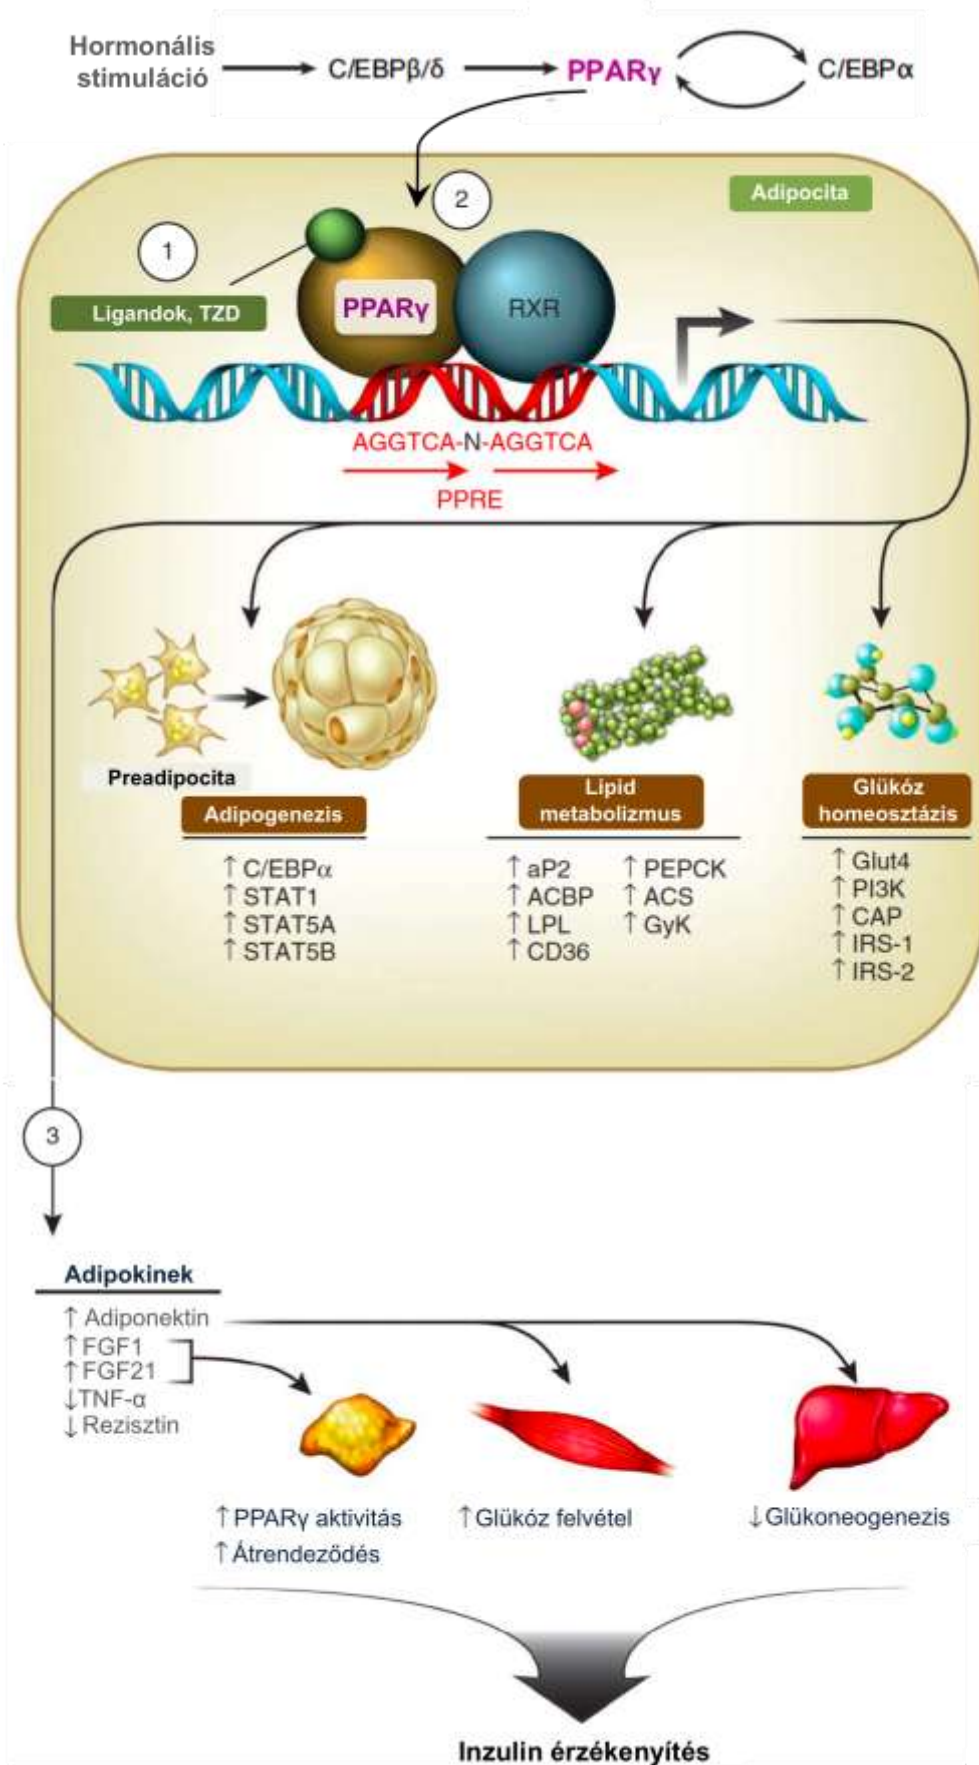 Hormonális
stimuláció
C/EBPβ/δ
PPARγ
C/EBPα
2
Adipocita
1
Ligandok, TZD
PPARγ
RXR
AGGTCA-N-AGGTCA
PPRE
Preadipocita
Adipogenezis
↑ C/EBPα
↑ STAT1
↑ STAT5A
↑ STAT5B
Lipid
metabolizmus
↑ aP2
↑ ACBP
↑ LPL
↑ CD36
↑ PEPCK
↑ ACS
↑ GyK
Glükóz
homeosztázis
↑ Glut4
↑ PI3K
↑ CAP
↑ IRS-1
↑ IRS-2
3
Adipokinek
↑ Adiponektin
↑ FGF1
↑ FGF21
↓TNF-α
↓ Rezisztin
↑ PPARγ aktivitás
↑ Átrendeződés
↑ Glükóz felvétel
↓ Glükoneogenezis
Inzulin érzékenyítés